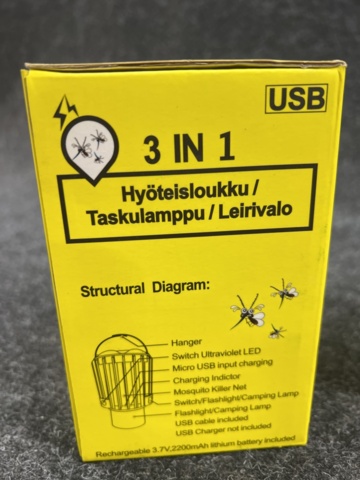 USB
3 IN 1
Hyöteisloukku /
Taskulamppu / Leirivalo
Structural Diagram:
Hanger
Switch Ultraviolet LED
Micro USB input charging
Charging Indictor
Mosquito Killer Net
Switch/Flashlight/Camping Lamp
Flashlight/Camping Lamp
USB cable included
USB Charger not included
Rechargeable 3.7V,2200mAh lithium battery included